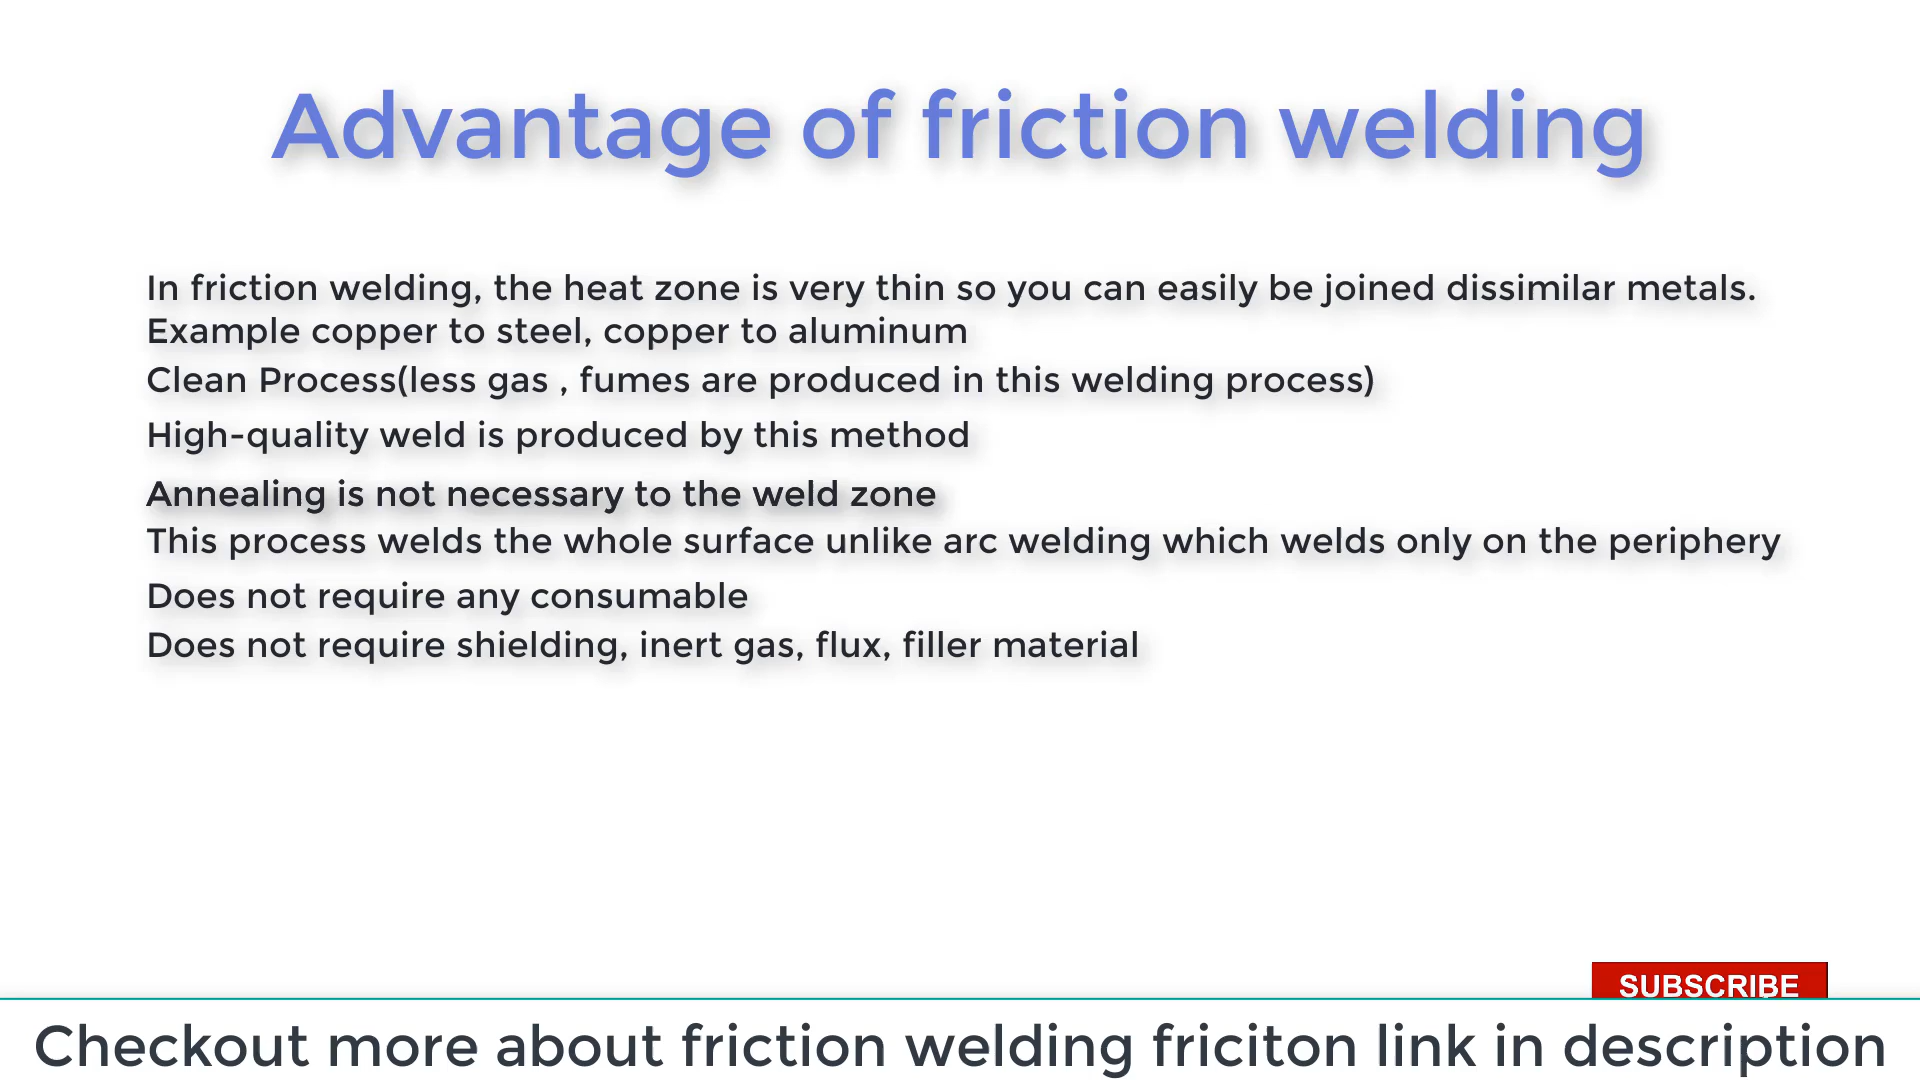 Advantage of friction welding
In friction welding, the heat zone is very thin so you can easily be joined dissimilar metals.
Example copper to steel, copper to aluminum
Clean Process(less gas , fumes are produced in this welding process)
High-quality weld is produced by this method
Annealing is not necessary to the weld zone
This process welds the whole surface unlike arc welding which welds only on the periphery
Does not require any consumable
Does not require shielding, inert gas, flux, filler material
SUBSCRIBE
Checkout more about friction welding friciton link in description